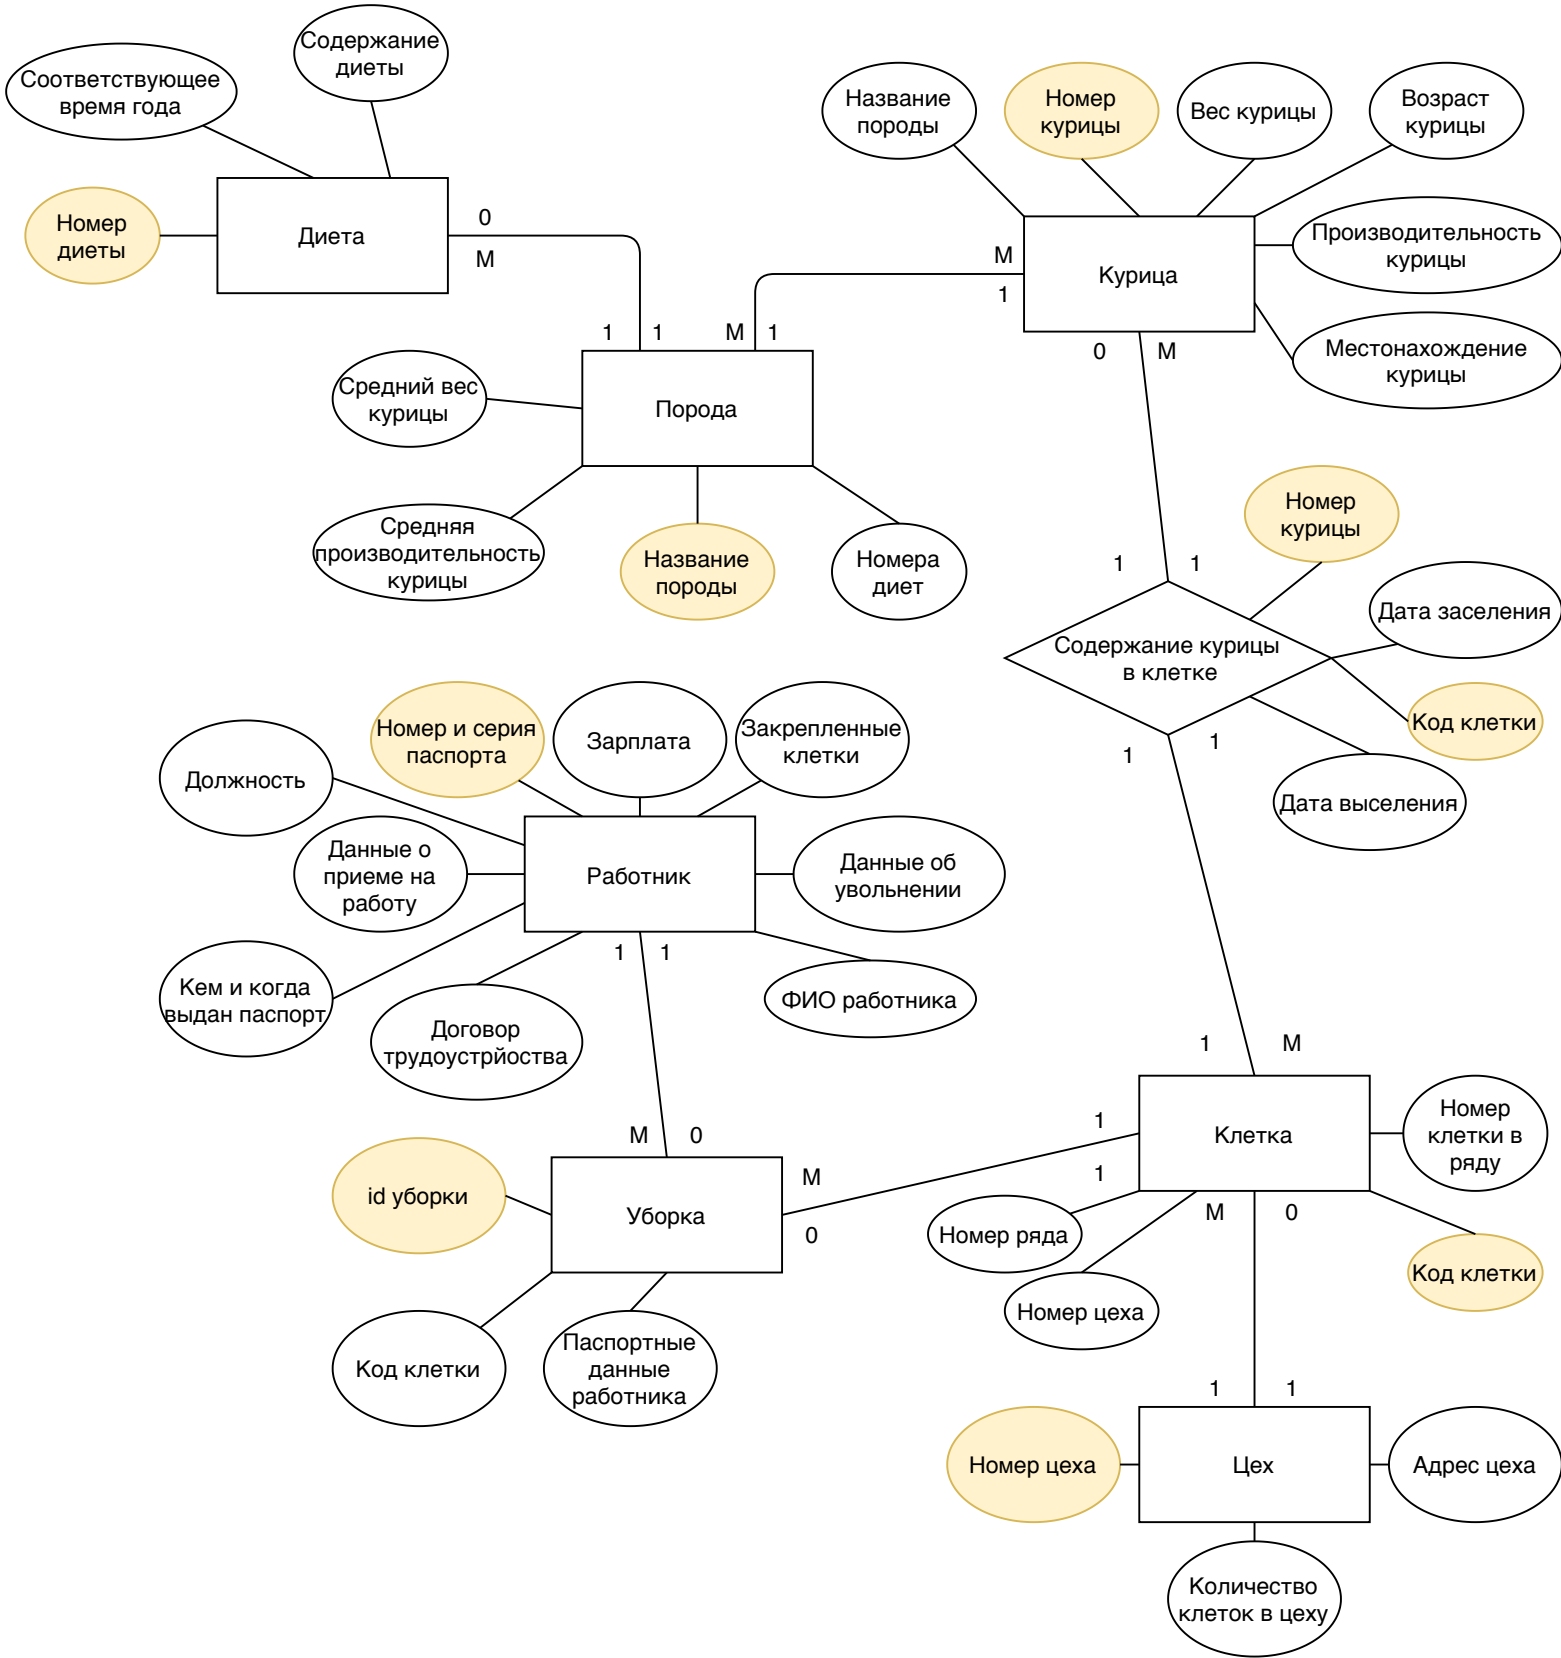 Содержание
диеты
Соответствующее
время года
Номер
диеты
Диета
0
M
1
1
Название
породы
Номер
курицы
Вес курицы
Возраст
курицы
Производительность
курицы
Местонахождение
курицы
Курица
M
1
M
1
0
M
Порода
Средний вес
курицы
Средняя
производительность
курицы
Название
породы
Номера
диет
1
1
Номер
курицы
Дата заселения
Содержание курицы
в клетке
Код клетки
Дата выселения
1
1
Номер и серия
паспорта
Зарплата
Закрепленные
клетки
Должность
Данные о
приеме на
работу
Работник
Данные об
увольнении
Кем и когда
выдан паспорт
Договор
трудоустрйоства
ФИО работника
1
1
M
0
1
M
Клетка
Номер
клетки в
ряду
1
1
M
0
id уборки
Уборка
Код клетки
Паспортные
данные
работника
Номер ряда
Номер цеха
M
0
Код клетки
1
1
Номер цеха
Цех
Адрес цеха
Количество
клеток в цеху